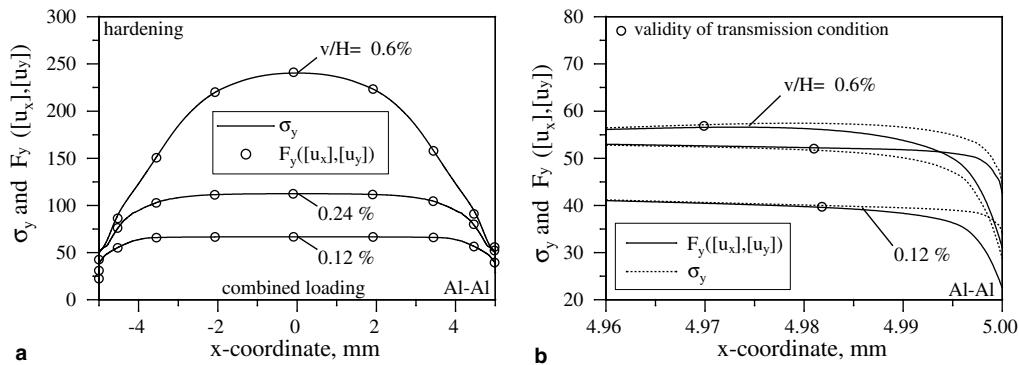 300
250
200
150
100
50
0
σy and Fy ([ux],[uy])
hardening
v/H= 0.6%
σy
Fy([ux],[uy])
0.24 %
0.12 %
combined loading
Al-Al
-4
-2
0
2
4
x-coordinate, mm
a
80
70
60
50
40
30
20
σy and Fy ([ux],[uy])
validity of transmission condition
v/H= 0.6%
Fy([ux],[uy])
σy
0.12 %
Al-Al
4.96
4.97
4.98
4.99
5.00
x-coordinate, mm
b